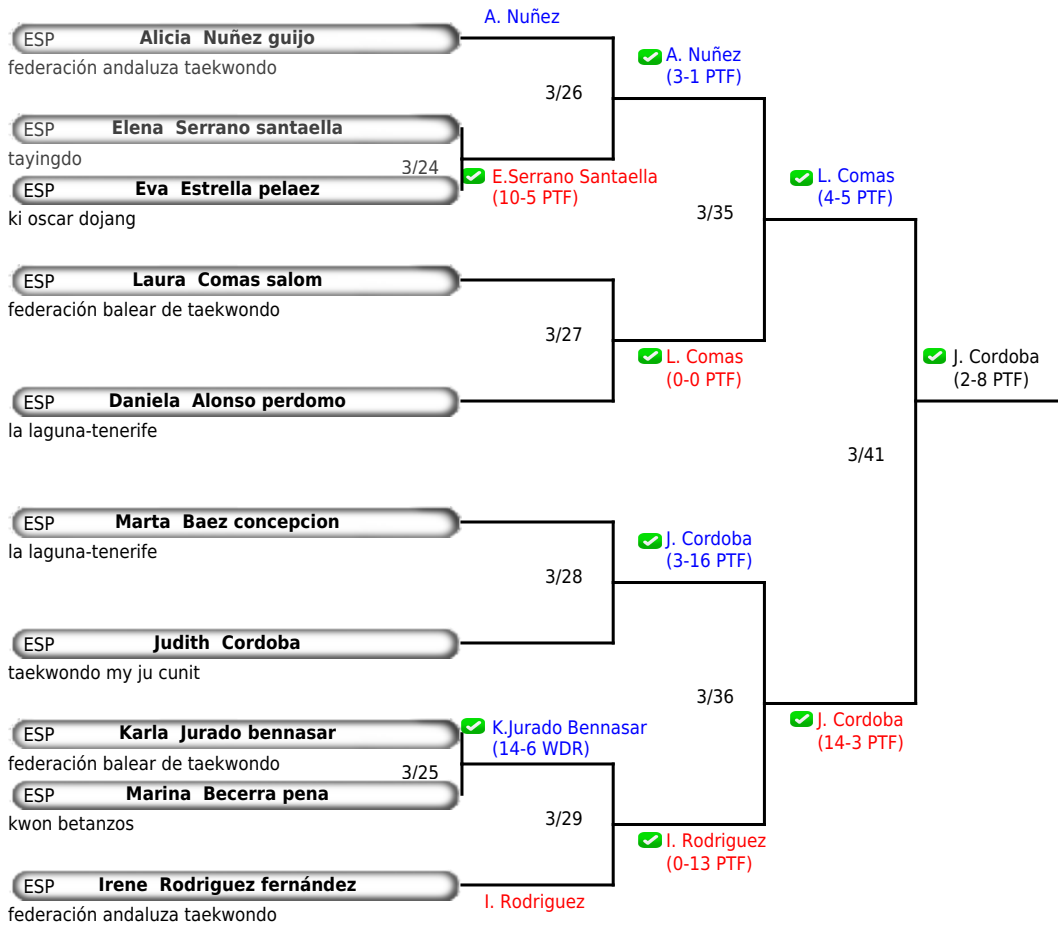 A. Nuñez
ESP Alicia Nuñez guijo
federación andaluza taekwondo
A. Nuñez
(3-1 PTF)
3/26
ESP Elena Serrano santaella
tayingdo
3/24
E.Serrano Santaella
(10-5 PTF)
ESP Eva Estrella pelaez
ki oscar dojang
L. Comas
(4-5 PTF)
3/35
ESP Laura Comas salom
federación balear de taekwondo
3/27
L. Comas
(0-0 PTF)
J. Cordoba
(2-8 PTF)
ESP Daniela Alonso perdomo
la laguna-tenerife
3/41
ESP Marta Baez concepcion
la laguna-tenerife
J. Cordoba
(3-16 PTF)
3/28
ESP Judith Cordoba
taekwondo my ju cunit
3/36
J. Cordoba
(14-3 PTF)
ESP Karla Jurado bennasar
federación balear de taekwondo
K.Jurado Bennasar
(14-6 WDR)
3/25
ESP Marina Becerra pena
kwon betanzos
3/29
I. Rodriguez
(0-13 PTF)
ESP Irene Rodriguez fernández
federación andaluza taekwondo
I. Rodriguez